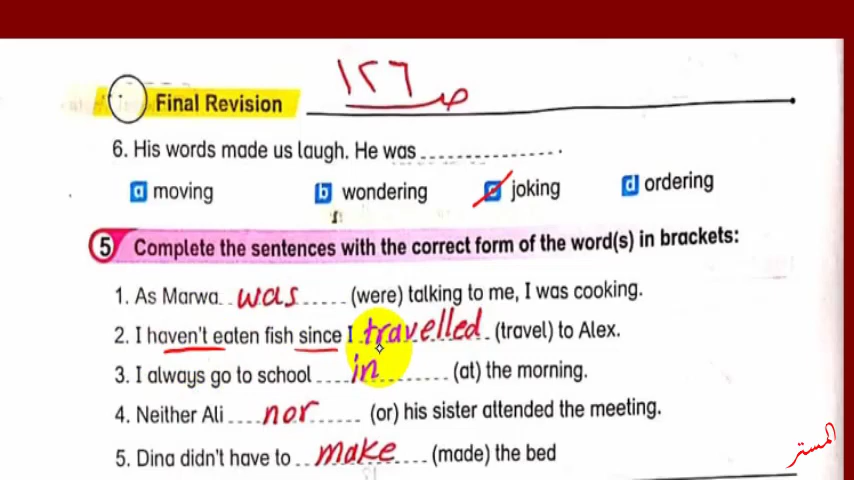 ص ١٢٦
Final Revision
6. His words made us laugh. He was ................ .
a moving b wondering c joking d ordering
5 Complete the sentences with the correct form of the word(s) in brackets:
1. As Marwa was (were) talking to me, I was cooking.
2. I haven't eaten fish since I travelled (travel) to Alex.
3. I always go to school in (at) the morning.
4. Neither Ali nor (or) his sister attended the meeting.
5. Dina didn't have to make (made) the bed
المستر